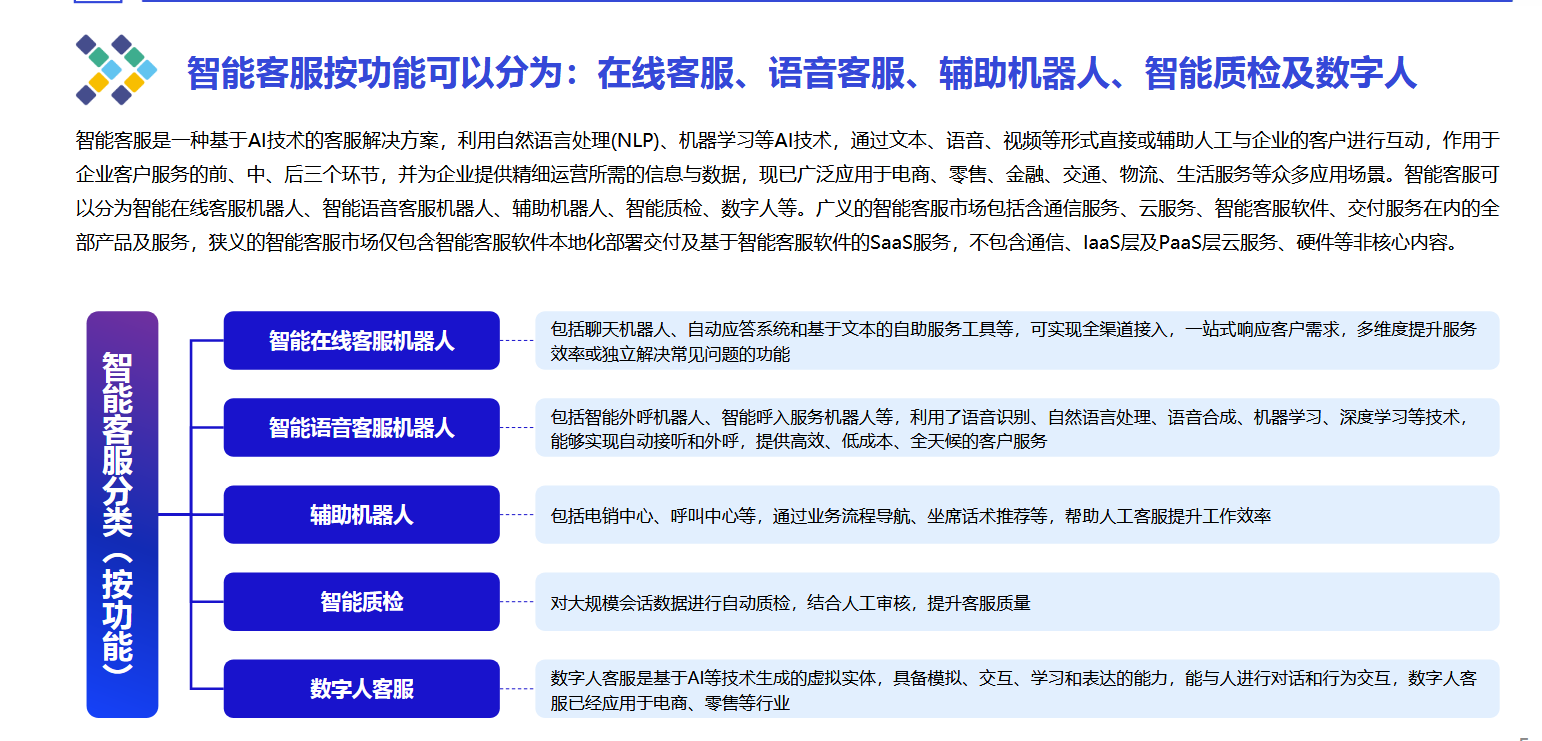 智能客服按功能可以分为：在线客服、语音客服、辅助机器人、智能质检及数字人
智能客服是一种基于AI技术的客服解决方案，利用自然语言处理(NLP)、机器学习等AI技术，通过文本、语音、视频等形式直接或辅助人工与企业的客户进行互动，作用于
企业客户服务的前、中、后三个环节，并为企业提供精细运营所需的信息与数据，现已广泛应用于电商、零售、金融、交通、物流、生活服务等众多应用场景。智能客服可
以分为智能在线客服机器人、智能语音客服机器人、辅助机器人、智能质检、数字人等。广义的智能客服市场包括含通信服务、云服务、智能客服软件、交付服务在内的全
部产品及服务，狭义的智能客服市场仅包含智能客服软件本地化部署交付及基于智能客服软件的SaaS服务，不包含通信、IaaS层及PaaS层云服务、硬件等非核心内容。
智能客服分类（按功能）
智能在线客服机器人
包括聊天机器人、自动应答系统和基于文本的自助服务工具等，可实现全渠道接入，一站式响应客户需求，多维度提升服务
效率或独立解决常见问题的功能
智能语音客服机器人
包括智能外呼机器人、智能呼入服务机器人等，利用了语音识别、自然语言处理、语音合成、机器学习、深度学习等技术，
能够实现自动接听和外呼，提供高效、低成本、全天候的客户服务
辅助机器人
包括电销中心、呼叫中心等，通过业务流程导航、坐席话术推荐等，帮助人工客服提升工作效率
智能质检
对大规模会话数据进行自动质检，结合人工审核，提升客服质量
数字人客服
数字人客服是基于AI等技术生成的虚拟实体，具备模拟、交互、学习和表达的能力，能与人进行对话和行为交互，数字人客
服已经应用于电商、零售等行业